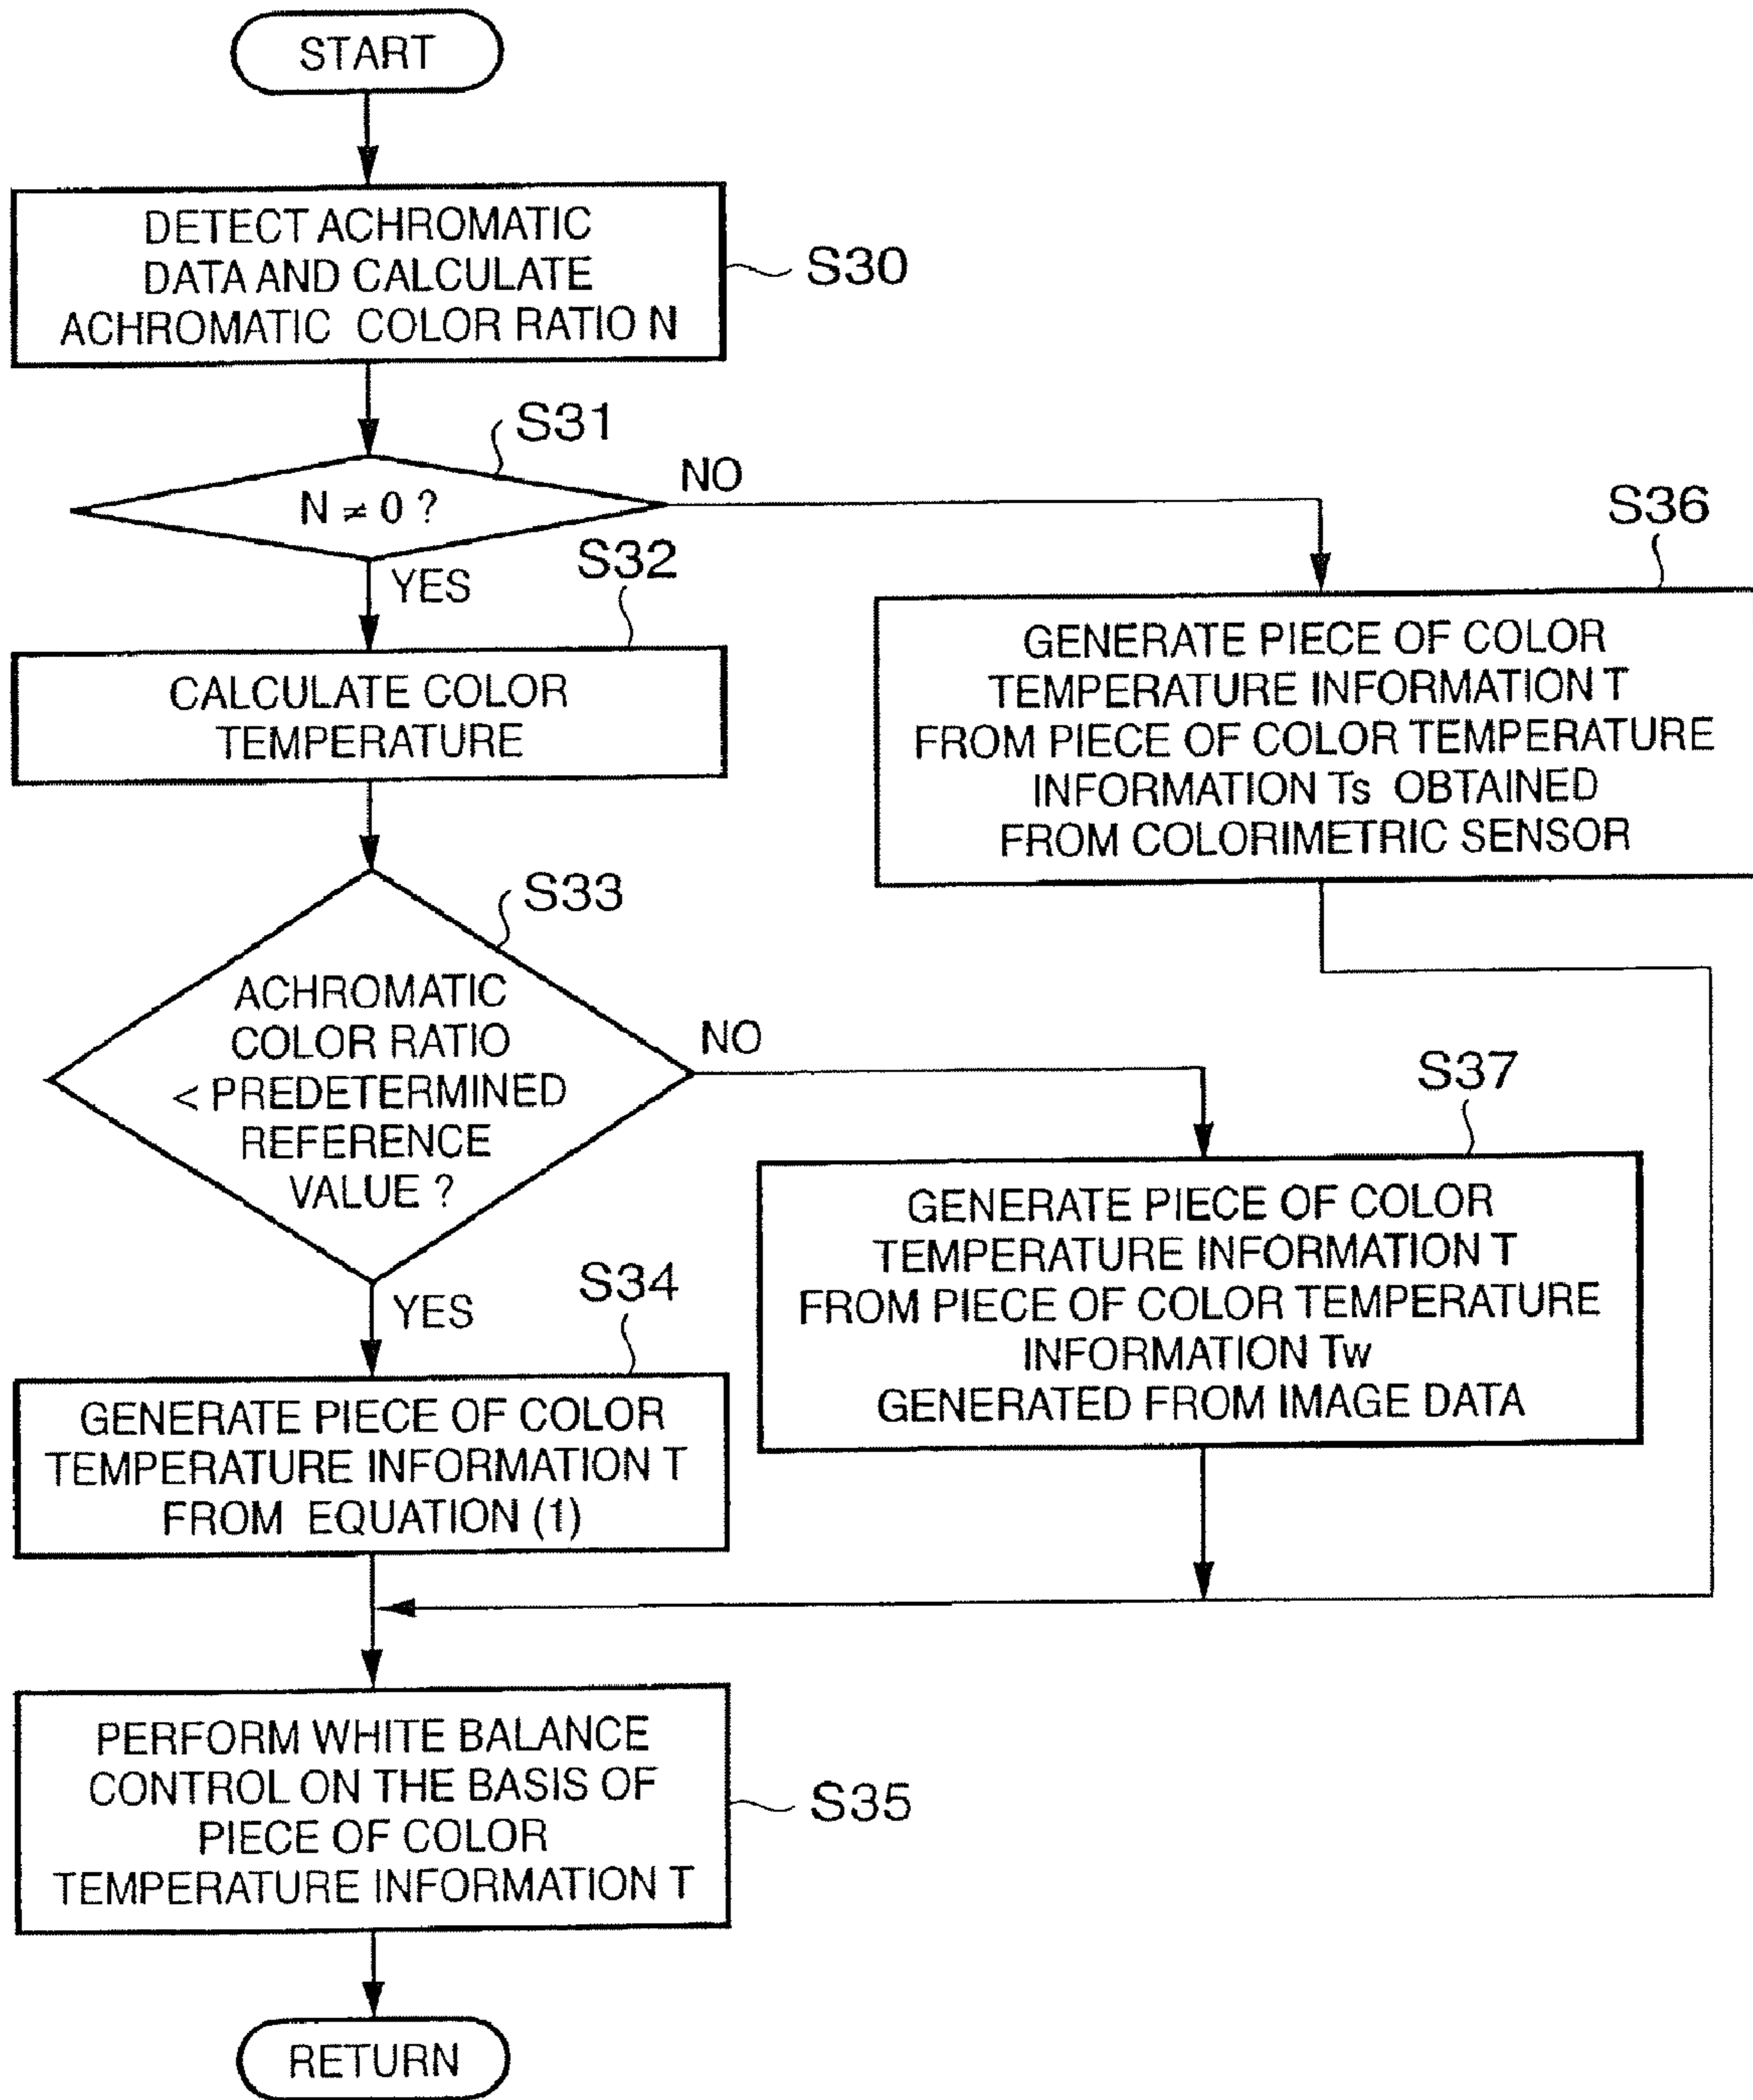 START
DETECT ACHROMATIC
DATA AND CALCULATE
ACHROMATIC COLOR RATIO N
S30
S31
N ≠ 0 ?
NO
YES
S32
CALCULATE COLOR
TEMPERATURE
S36
GENERATE PIECE OF COLOR
TEMPERATURE INFORMATION T
FROM PIECE OF COLOR TEMPERATURE
INFORMATION Ts OBTAINED
FROM COLORIMETRIC SENSOR
S33
ACHROMATIC
COLOR RATIO
< PREDETERMINED
REFERENCE
VALUE ?
NO
YES
S37
GENERATE PIECE OF COLOR
TEMPERATURE INFORMATION T
FROM PIECE OF COLOR TEMPERATURE
INFORMATION Tw
GENERATED FROM IMAGE DATA
S34
GENERATE PIECE OF COLOR
TEMPERATURE INFORMATION T
FROM EQUATION (1)
PERFORM WHITE BALANCE
CONTROL ON THE BASIS OF
PIECE OF COLOR
TEMPERATURE INFORMATION T
S35
RETURN